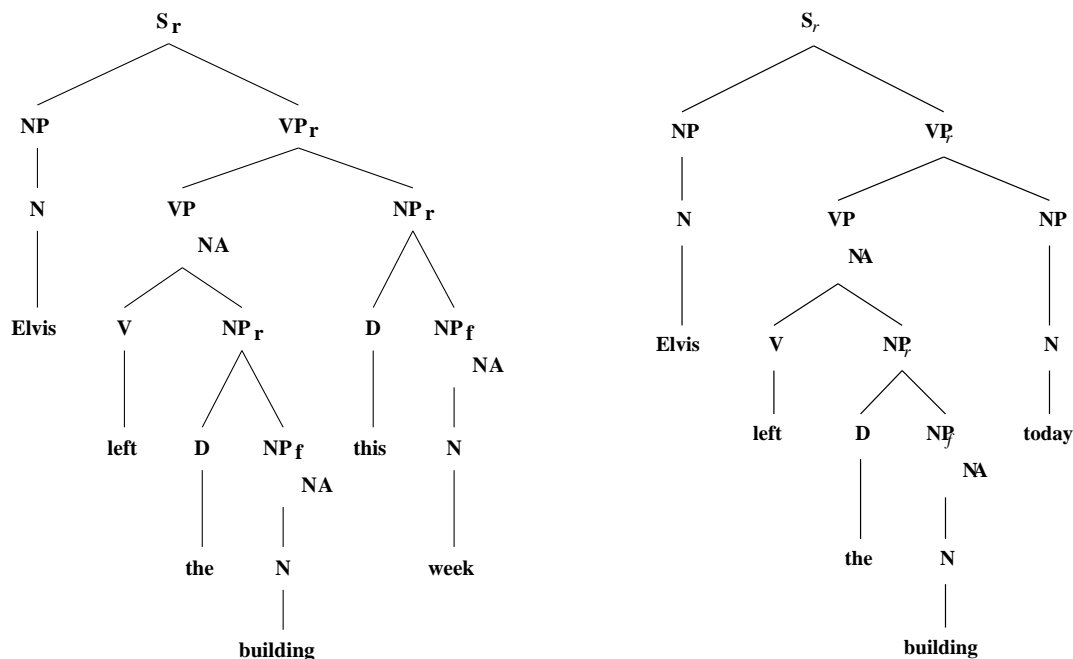 S r S r
NP VP r NP VP r
N VP NP r N VP NP
NA NA
Elvis V NP r D NP f Elvis V NP r N
NA
left D NP f this N left D NP f today
NA NA
the N week the N
building building